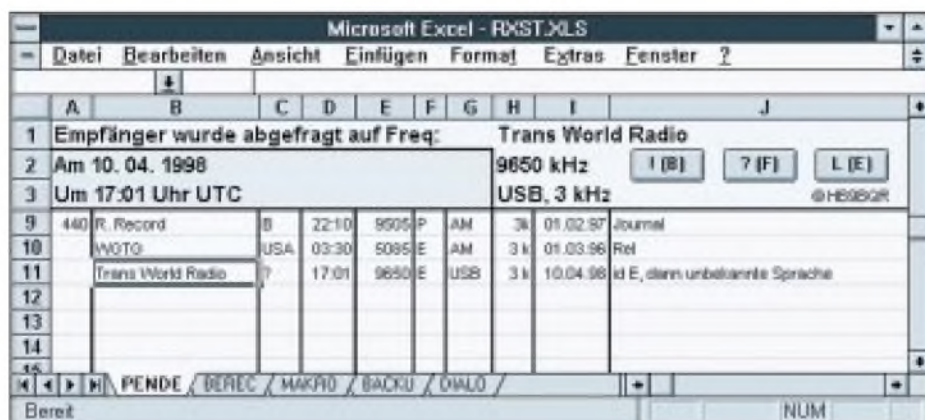 Microsoft Excel - RXST.XLS
Datei Bearbeiten Ansicht Einfügen Format Extras Fenster ?
A B C D E F G H I J
1 Empfänger wurde abgefragt auf Freq: Trans World Radio
2 Am 10. 04. 1998 9650 kHz ! (B) ? (F) L (E)
3 Um 17:01 Uhr UTC USB, 3 kHz @HB9BQR
9 440 R. Record B 22:10 9505 P AM 3k 01.02.97 Journal
10 WGTG USA 03:30 5085 E AM 3 k 01.03.96 Rel
11 Trans World Radio ? 17:01 9650 E USB 3 k 10.04.98 id E, dann unbekannte Sprache
12
13
14
15
PENDE BEREC MAKRO BACKU DIALO
Bereit NUM